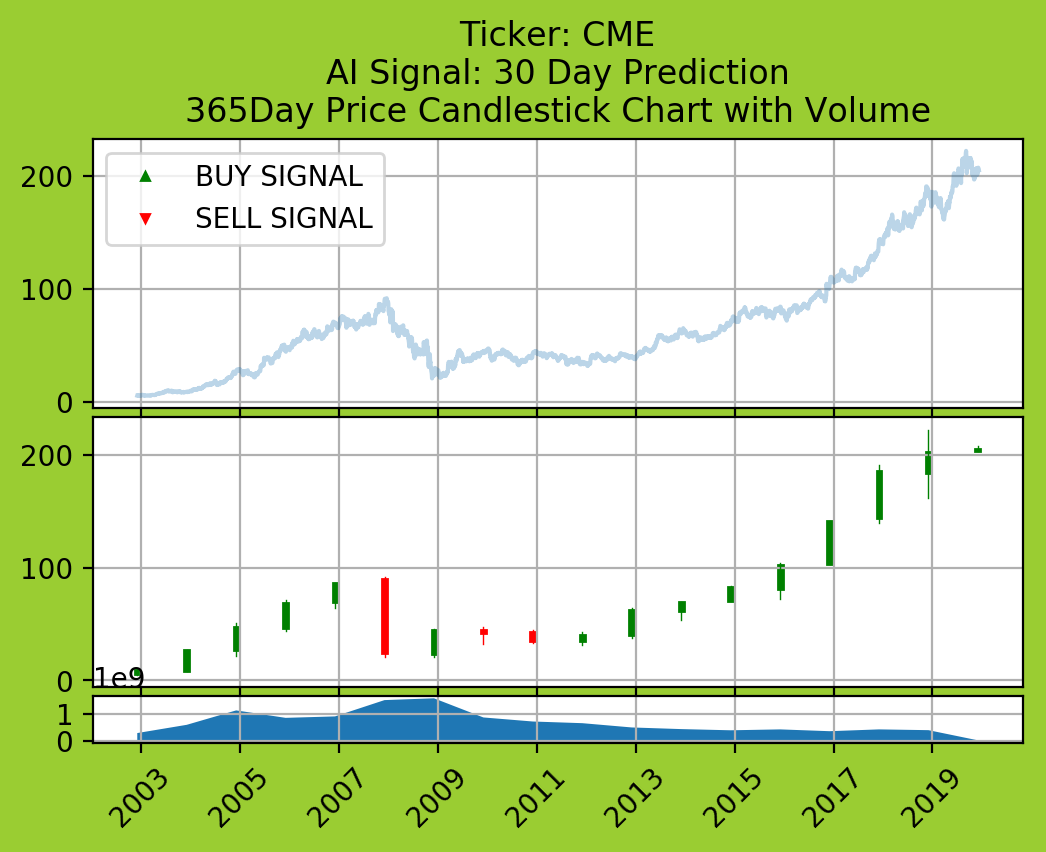 Ticker: CME
AI Signal: 30 Day Prediction
365Day Price Candlestick Chart with Volume
BUY SIGNAL
SELL SIGNAL
200
100
0
200
100
0
1e9
1
0
2003 2005 2007 2009 2011 2013 2015 2017 2019